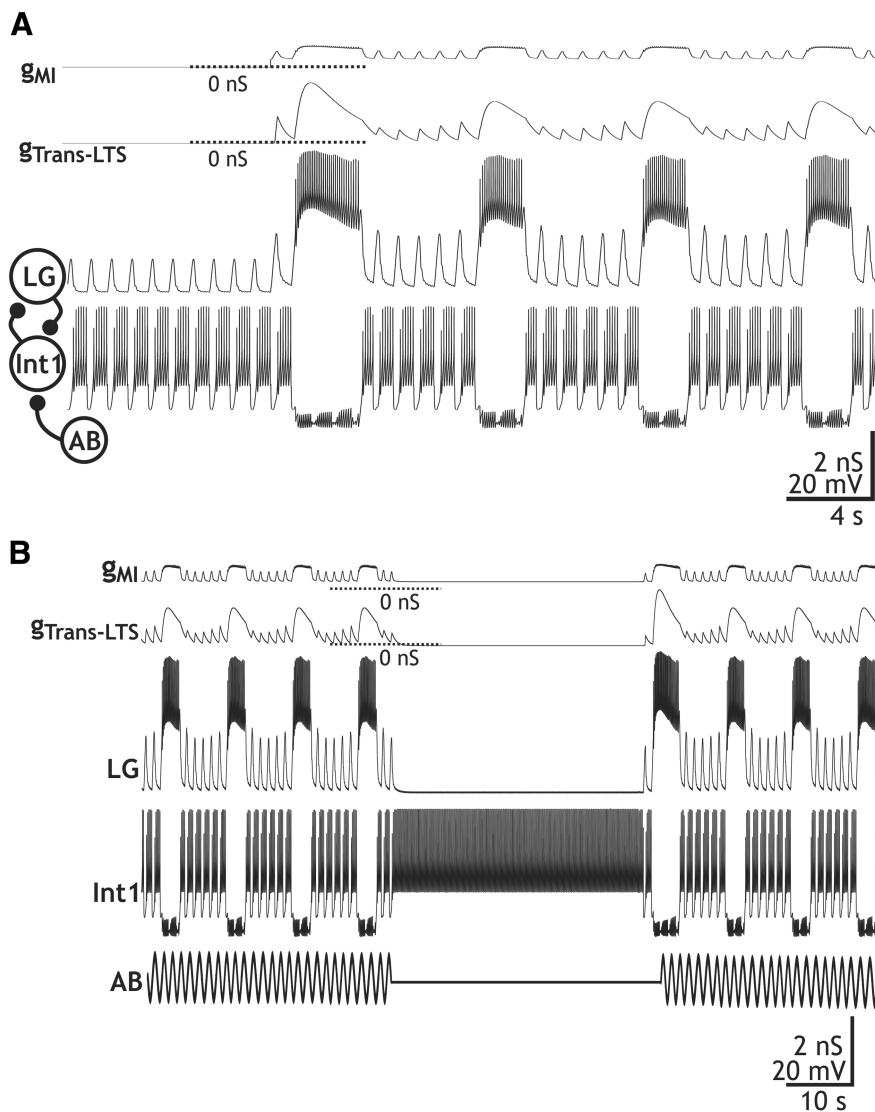 A
gMI
0 nS
gTrans-LTS
0 nS
LG
Int1
AB
2 nS
20 mV
4 s
B
gMI
0 nS
gTrans-LTS
0 nS
LG
Int1
AB
2 nS
20 mV
10 s